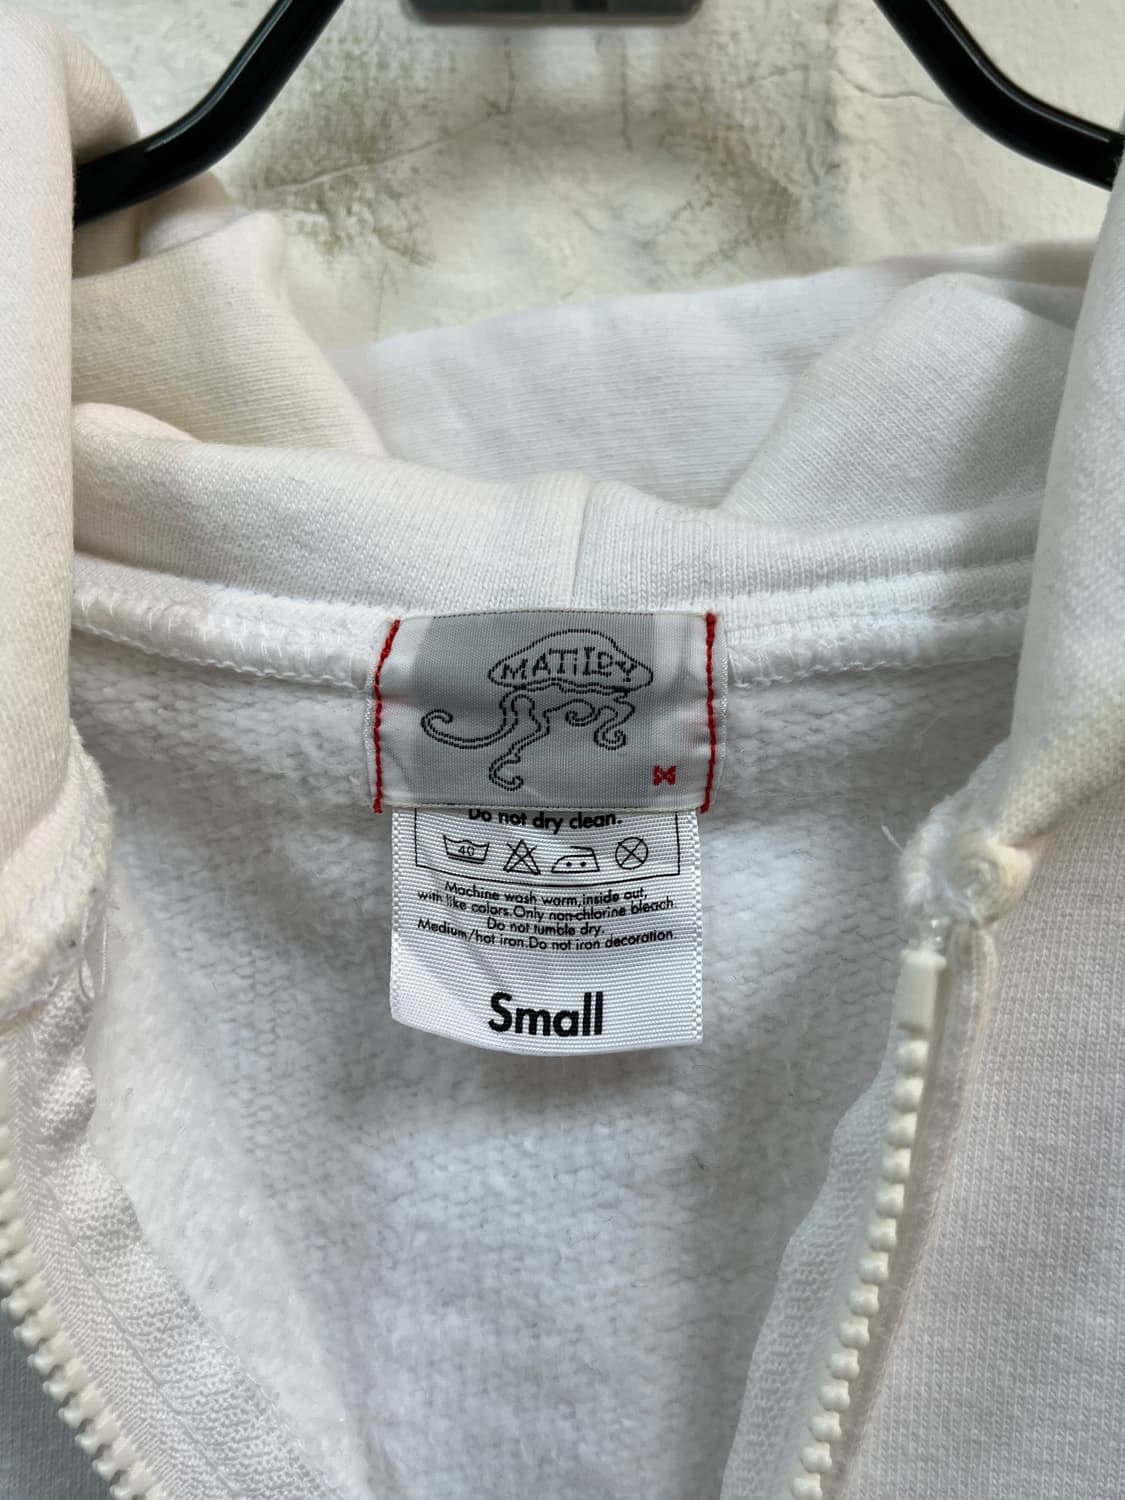 MATiLDY
Do not dry clean.
40
Machine wash warm,inside out,
with like colors.Only non-chlorine bleach.
Do not tumble dry.
Medium/hot iron.Do not iron decoration
Small